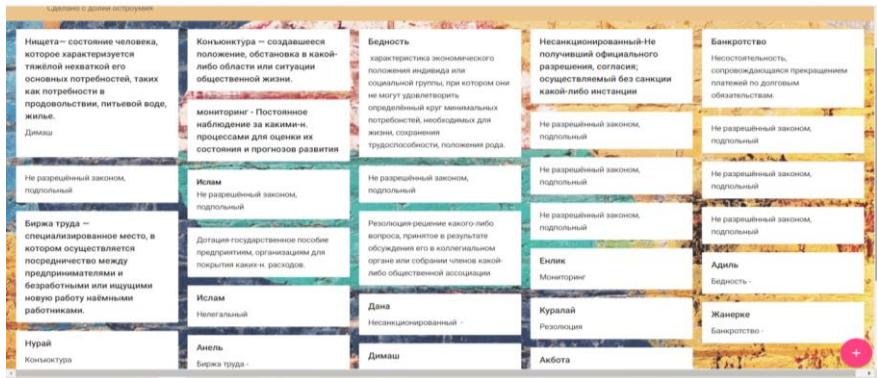 Сделано с долей остроумия
Нищета— состояние человека,
которое характеризуется
тяжёлой нехваткой его
основных потребностей, таких
как потребности в
продовольствии, питьевой воде,
жилье.
Димаш
Не разрешённый законом,
подпольный
Биржа труда —
специализированное место, в
котором осуществляется
посредничество между
предпринимателями и
безработными или ищущими
новую работу наёмными
работниками.
Нурай
Конъюктура
Конъюнктура — создавшееся
положение, обстановка в какой-
либо области или ситуации
общественной жизни.
мониторинг - Постоянное
наблюдение за какими-н.
процессами для оценки их
состояния и прогнозов развития
Ислам
Не разрешённый законом,
подпольный
Дотация-государственное пособие
предприятиям, организациям для
покрытия каких-н. расходов.
Ислам
Нелегальный
Анель
Биржа труда -
Бедность
характеристика экономического
положения индивида или
социальной группы, при котором они
не могут удовлетворить
определённый круг минимальных
потребностей, необходимых для
жизни, сохранения
трудоспособности, положения рода.
Не разрешённый законом,
подпольный
Резолюция-решение какого-либо
вопроса, принятое в результате
обсуждения его в коллегиальном
органе или собрании членов какой-
либо общественной ассоциации
Дана
Несанкционированный -
Димаш
Несанкционированный-Не
получивший официального
разрешения, согласия;
осуществляемый без санкции
какой-либо инстанции
Не разрешённый законом,
подпольный
Не разрешённый законом,
подпольный
Не разрешённый законом,
подпольный
Енлик
Мониторинг
Куралай
Резолюция
Акбота
Банкротство
Несостоятельность,
сопровождающаяся прекращением
платежей по долговым
обязательствам.
Не разрешённый законом,
подпольный
Не разрешённый законом,
подпольный
Не разрешённый законом,
подпольный
Адиль
Бедность -
Жанерке
Банкротство -